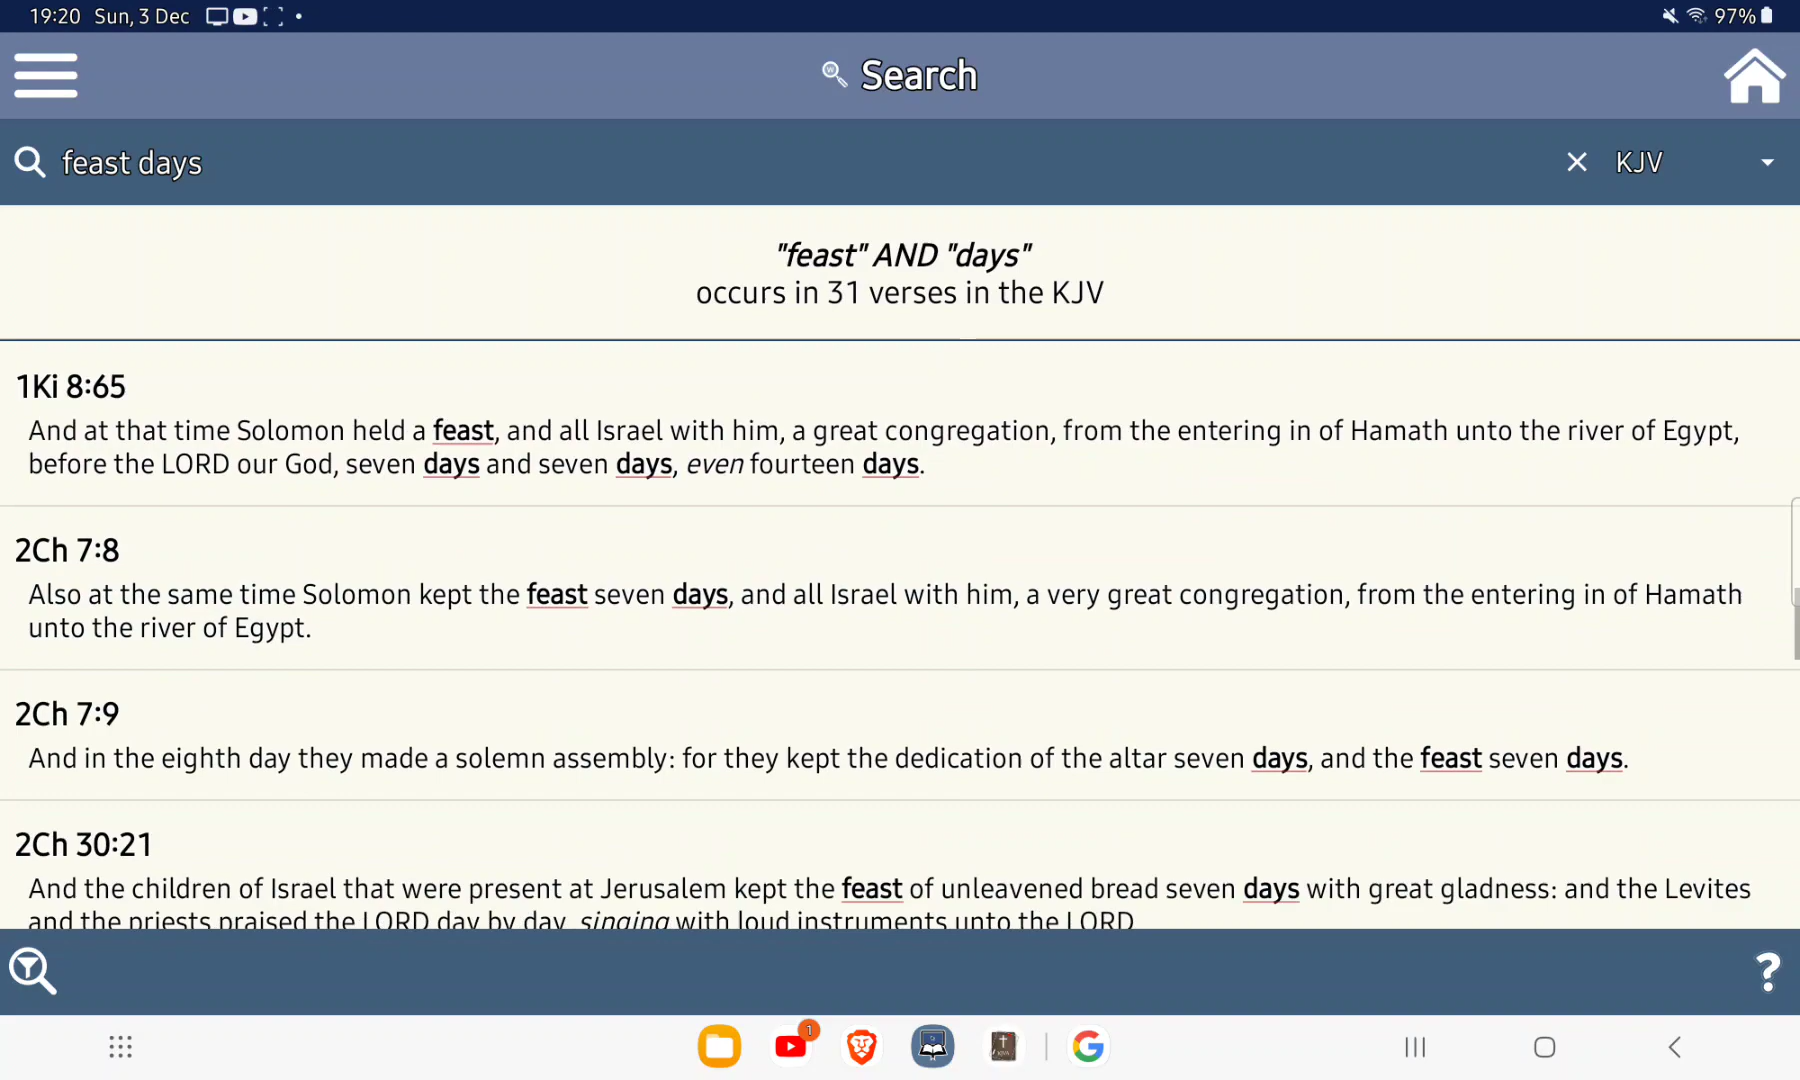 19:20 Sun, 3 Dec
97%
Search
feast days
KJV
"feast" AND "days"
occurs in 31 verses in the KJV
1Ki 8:65
And at that time Solomon held a feast, and all Israel with him, a great congregation, from the entering in of Hamath unto the river of Egypt,
before the LORD our God, seven days and seven days, even fourteen days.
2Ch 7:8
Also at the same time Solomon kept the feast seven days, and all Israel with him, a very great congregation, from the entering in of Hamath
unto the river of Egypt.
2Ch 7:9
And in the eighth day they made a solemn assembly: for they kept the dedication of the altar seven days, and the feast seven days.
2Ch 30:21
And the children of Israel that were present at Jerusalem kept the feast of unleavened bread seven days with great gladness: and the Levites
and the priests praised the LORD day by day, singing with loud instruments unto the LORD
?
1